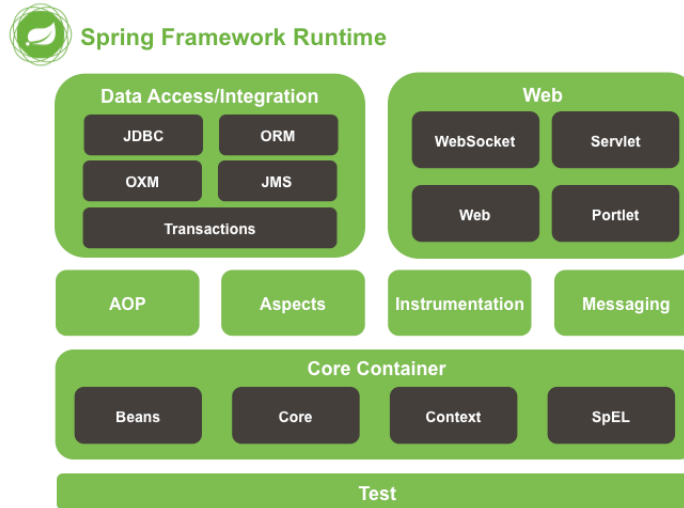 Spring Framework Runtime
Data Access/Integration
JDBC
ORM
OXM
JMS
Transactions
Web
WebSocket
Servlet
Web
Portlet
AOP
Aspects
Instrumentation
Messaging
Core Container
Beans
Core
Context
SpEL
Test